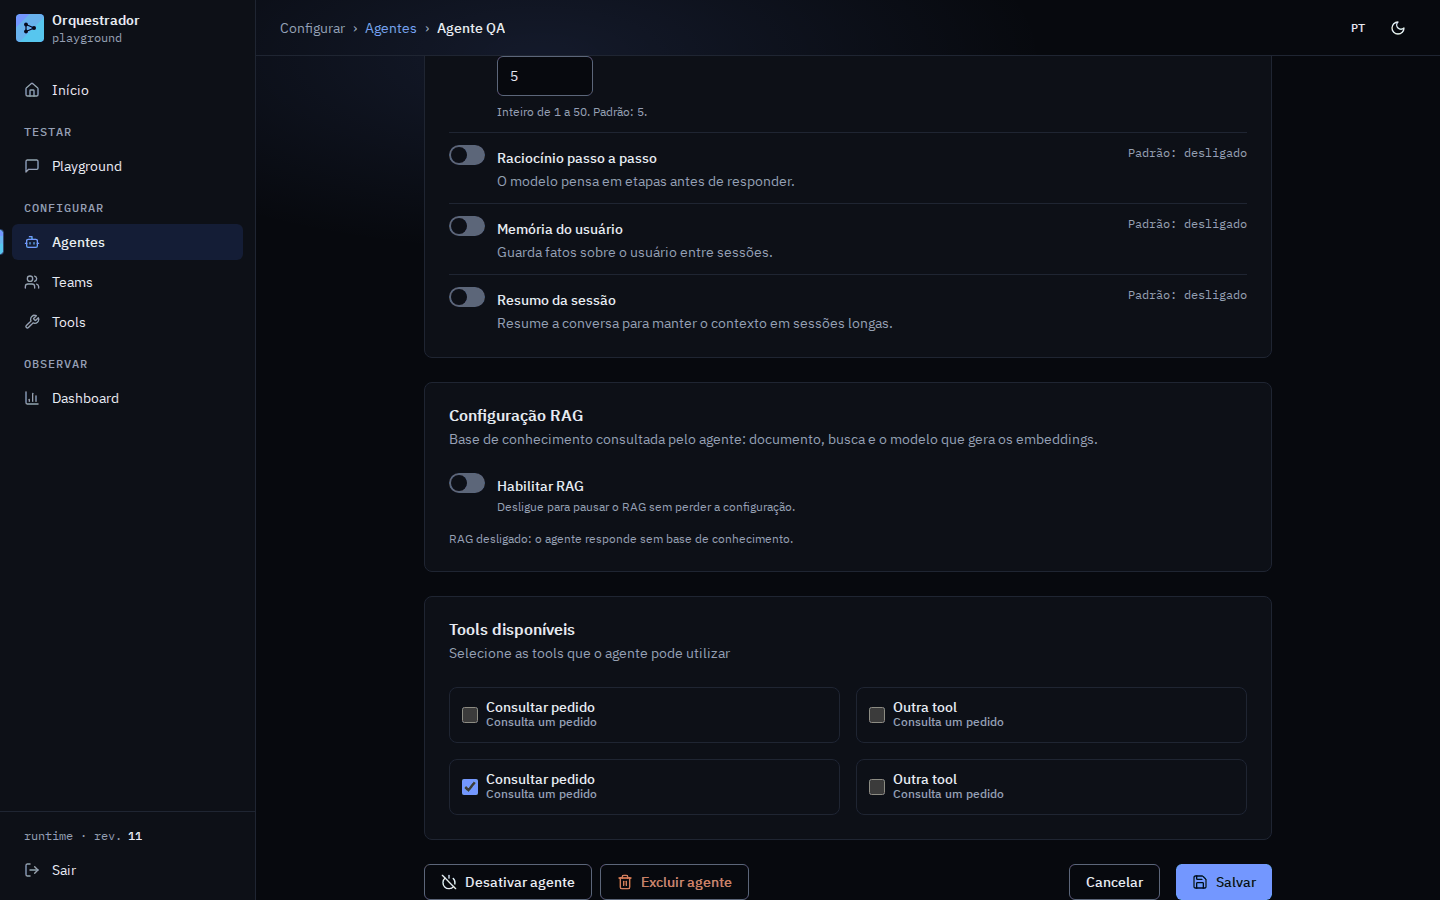 Orquestrador
playground
Início
TESTAR
Playground
CONFIGURAR
Agentes
Teams
Tools
OBSERVAR
Dashboard
runtime · rev. 11
Sair
Configurar › Agentes › Agente QA
PT
5
Inteiro de 1 a 50. Padrão: 5.
Raciocínio passo a passo
Padrão: desligado
O modelo pensa em etapas antes de responder.
Memória do usuário
Padrão: desligado
Guarda fatos sobre o usuário entre sessões.
Resumo da sessão
Padrão: desligado
Resume a conversa para manter o contexto em sessões longas.
Configuração RAG
Base de conhecimento consultada pelo agente: documento, busca e o modelo que gera os embeddings.
Habilitar RAG
Desligue para pausar o RAG sem perder a configuração.
RAG desligado: o agente responde sem base de conhecimento.
Tools disponíveis
Selecione as tools que o agente pode utilizar
Consultar pedido
Consulta um pedido
Outra tool
Consulta um pedido
Consultar pedido
Consulta um pedido
Outra tool
Consulta um pedido
Desativar agente
Excluir agente
Cancelar
Salvar